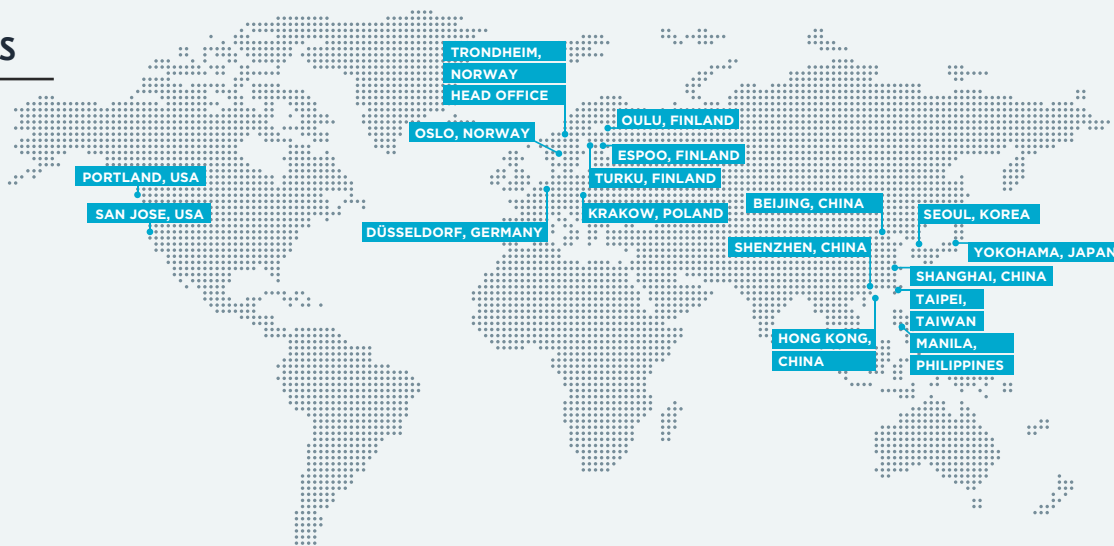 S
TRONDHEIM,
NORWAY
HEAD OFFICE
OULU, FINLAND
OSLO, NORWAY
ESPOO, FINLAND
PORTLAND, USA
TURKU, FINLAND
SAN JOSE, USA
KRAKOW, POLAND
BEIJING, CHINA
SEOUL, KOREA
DÜSSELDORF, GERMANY
SHENZHEN, CHINA
YOKOHAMA, JAPAN
SHANGHAI, CHINA
TAIPEI,
TAIWAN
HONG KONG,
CHINA
MANILA,
PHILIPPINES